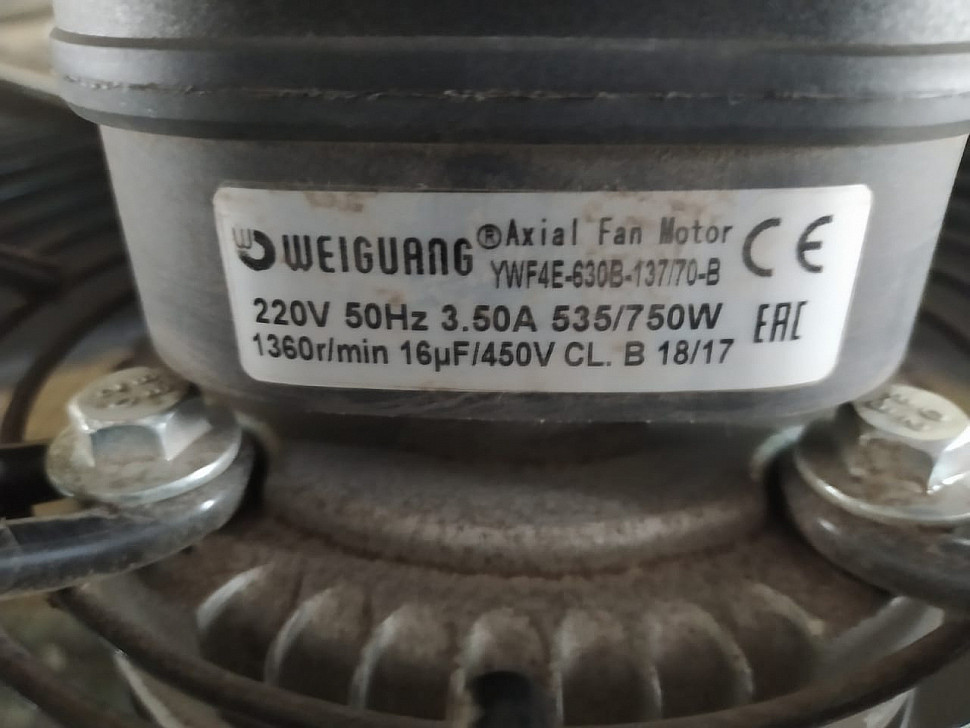 WEIGUANG® Axial Fan Motor CE
YWF4E-630B-137/70-B
220V 50Hz 3.50A 535/750W EAC
1360r/min 16µF/450V CL. B 18/17